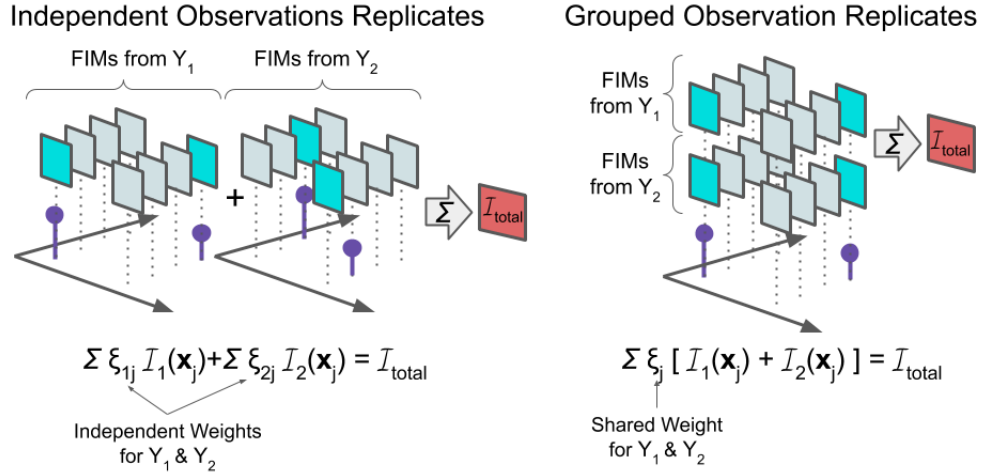 Independent Observations Replicates
FIMs from Y₁
FIMs from Y₂
+
Σ
ℐtotal
Σ ξ₁ⱼ ℐ₁(𝐱ⱼ)+Σ ξ₂ⱼ ℐ₂(𝐱ⱼ) = ℐtotal
Independent Weights
for Y₁ & Y₂
Grouped Observation Replicates
FIMs
from Y₁
FIMs
from Y₂
Σ
ℐtotal
Σ ξⱼ [ ℐ₁(𝐱ⱼ) + ℐ₂(𝐱ⱼ) ] = ℐtotal
Shared Weight
for Y₁ & Y₂